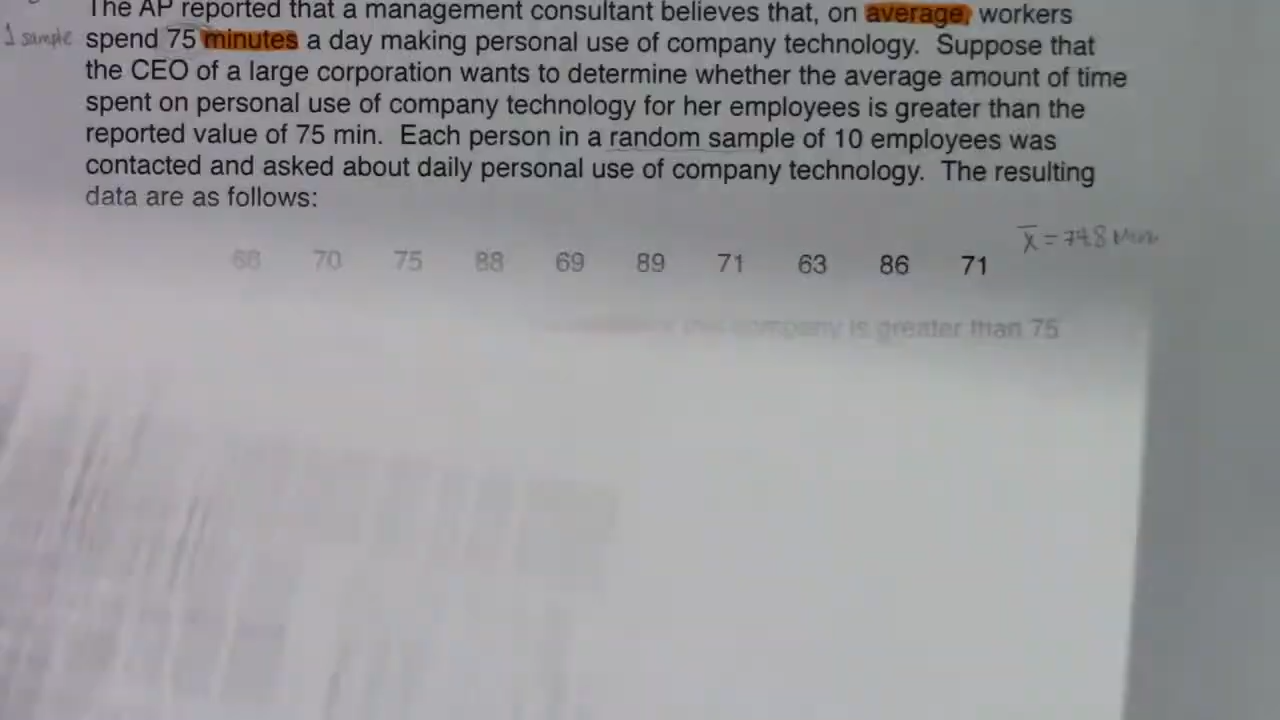 The AP reported that a management consultant believes that, on average, workers
1 sample spend 75 minutes a day making personal use of company technology. Suppose that
the CEO of a large corporation wants to determine whether the average amount of time
spent on personal use of company technology for her employees is greater than the
reported value of 75 min. Each person in a random sample of 10 employees was
contacted and asked about daily personal use of company technology. The resulting
data are as follows:
x̅ = 74.8 Min
70 75 88 69 89 71 63 86 71
company is greater than 75